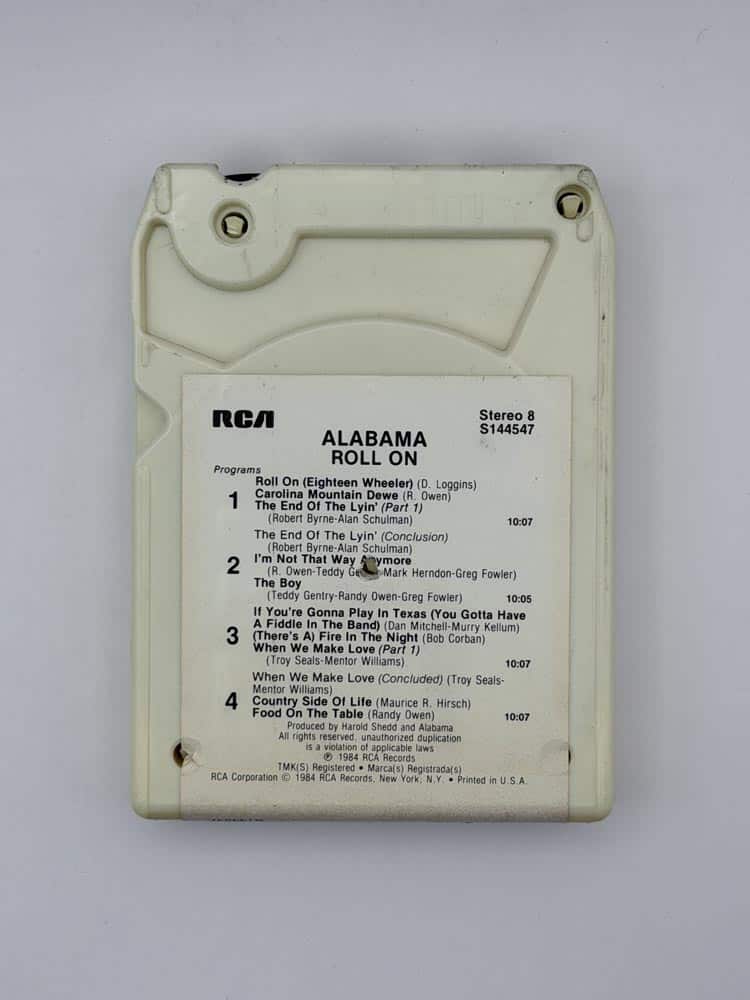 RCA
Stereo 8
S144547
ALABAMA
ROLL ON
Programs
1
Roll On (Eighteen Wheeler) (D. Loggins)
Carolina Mountain Dewe (R. Owen)
The End Of The Lyin' (Part 1)
(Robert Byrne-Alan Schulman) 10:07
2
The End Of The Lyin' (Conclusion)
(Robert Byrne-Alan Schulman)
I'm Not That Way Anymore
(R. Owen-Teddy Mark Herndon-Greg Fowler)
The Boy
(Teddy Gentry-Randy Owen-Greg Fowler) 10:05
3
If You're Gonna Play In Texas (You Gotta Have
A Fiddle In The Band) (Dan Mitchell-Murry Kellum)
(There's A) Fire In The Night (Bob Corban)
When We Make Love (Part 1)
(Troy Seals-Mentor Williams) 10:07
4
When We Make Love (Concluded) (Troy Seals-
Mentor Williams)
Country Side Of Life (Maurice R. Hirsch)
Food On The Table (Randy Owen) 10:07
Produced by Harold Shedd and Alabama
All rights reserved, unauthorized duplication
is a violation of applicable laws
℗ 1984 RCA Records
TMK(S) Registered • Marca(s) Registrada(s)
RCA Corporation © 1984 RCA Records, New York, N.Y. • Printed in U.S.A.